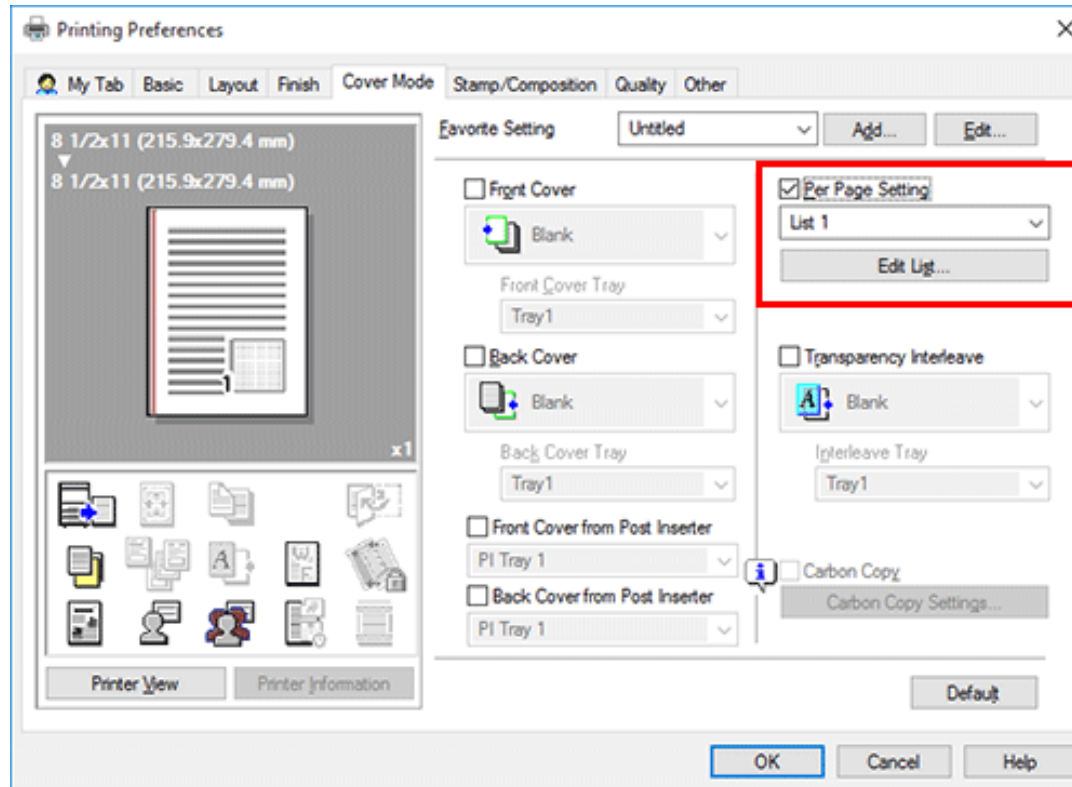 Printing Preferences
My Tab Basic Layout Finish Cover Mode Stamp/Composition Quality Other
8 1/2x11 (215.9x279.4 mm)
8 1/2x11 (215.9x279.4 mm)
1
x1
Printer View Printer Information
Favorite Setting Untitled Add... Edit...
Front Cover
Blank
Front Cover Tray
Tray1
Back Cover
Blank
Back Cover Tray
Tray1
Front Cover from Post Inserter
PI Tray 1
Back Cover from Post Inserter
PI Tray 1
Per Page Setting
List 1
Edit List...
Transparency Interleave
A Blank
Interleave Tray
Tray1
Carbon Copy
Carbon Copy Settings...
Default
OK Cancel Help